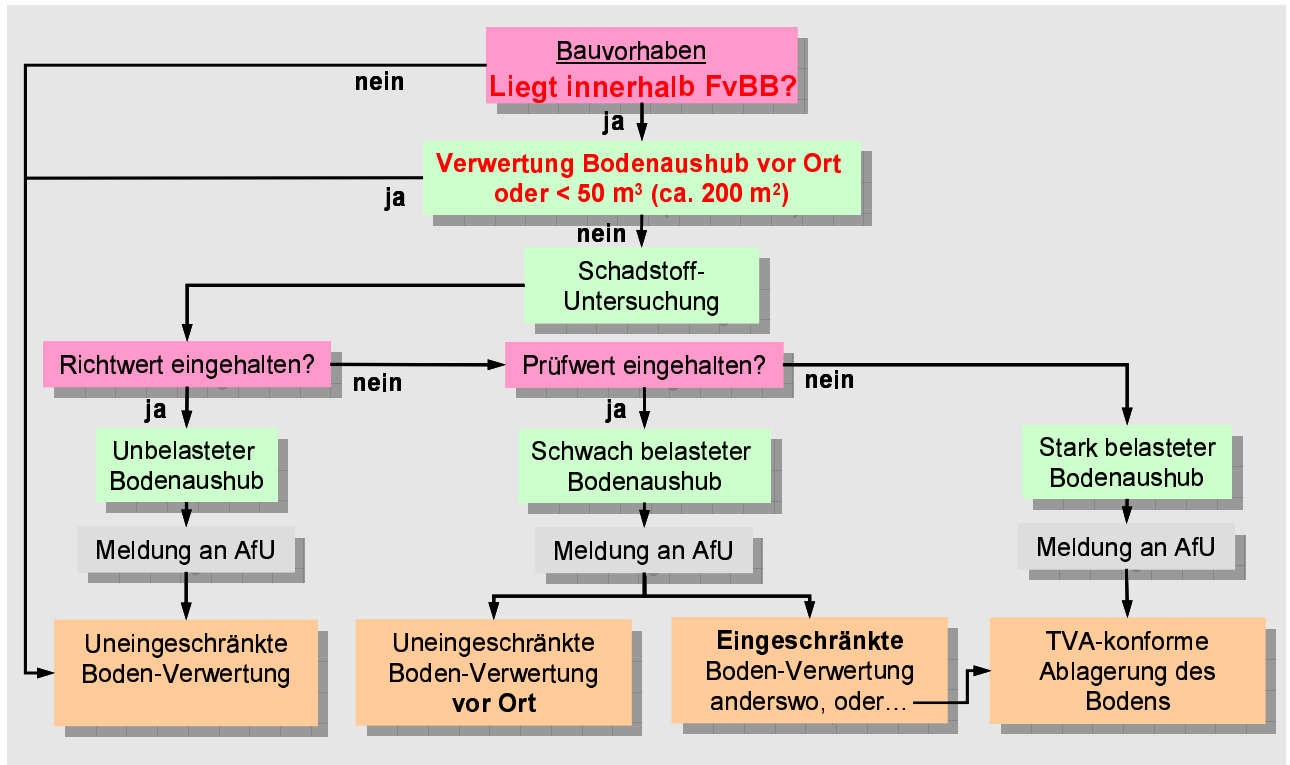 Bauvorhaben
Liegt innerhalb FvBB?
nein
ja
Verwertung Bodenaushub vor Ort
oder < 50 m³ (ca. 200 m²)
ja
nein
Schadstoff-
Untersuchung
Richtwert eingehalten?
nein
Prüfwert eingehalten?
nein
ja
ja
Unbelasteter
Bodenaushub
Schwach belasteter
Bodenaushub
Stark belasteter
Bodenaushub
Meldung an AfU
Meldung an AfU
Meldung an AfU
Uneingeschränkte
Boden-Verwertung
Uneingeschränkte
Boden-Verwertung
vor Ort
Eingeschränkte
Boden-Verwertung
anderswo, oder...
TVA-konforme
Ablagerung des
Bodens